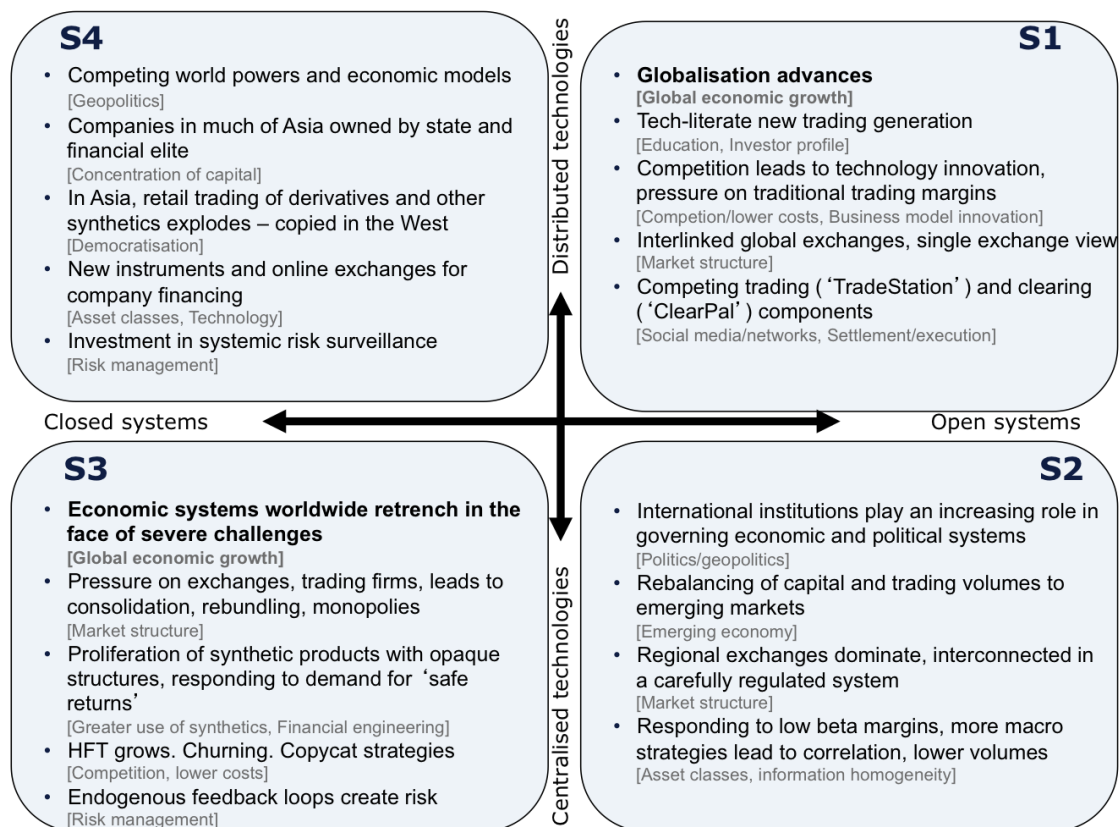 S4
• Competing world powers and economic models
[Geopolitics]
• Companies in much of Asia owned by state and
financial elite
[Concentration of capital]
• In Asia, retail trading of derivatives and other
synthetics explodes – copied in the West
[Democratisation]
• New instruments and online exchanges for
company financing
[Asset classes, Technology]
• Investment in systemic risk surveillance
[Risk management]
Distributed technologies
S1
• Globalisation advances
[Global economic growth]
• Tech-literate new trading generation
[Education, Investor profile]
• Competition leads to technology innovation,
pressure on traditional trading margins
[Competion/lower costs, Business model innovation]
• Interlinked global exchanges, single exchange view
[Market structure]
• Competing trading (‘TradeStation’) and clearing
(‘ClearPal’) components
[Social media/networks, Settlement/execution]
Closed systems
Open systems
S3
• Economic systems worldwide retrench in the
face of severe challenges
[Global economic growth]
• Pressure on exchanges, trading firms, leads to
consolidation, rebundling, monopolies
[Market structure]
• Proliferation of synthetic products with opaque
structures, responding to demand for ‘safe
returns’
[Greater use of synthetics, Financial engineering]
• HFT grows. Churning. Copycat strategies
[Competition, lower costs]
• Endogenous feedback loops create risk
[Risk management]
Centralised technologies
S2
• International institutions play an increasing role in
governing economic and political systems
[Politics/geopolitics]
• Rebalancing of capital and trading volumes to
emerging markets
[Emerging economy]
• Regional exchanges dominate, interconnected in
a carefully regulated system
[Market structure]
• Responding to low beta margins, more macro
strategies lead to correlation, lower volumes
[Asset classes, information homogeneity]